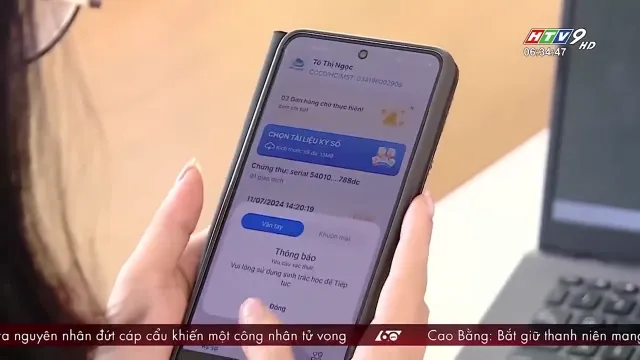 HTV9 HD
06:34:47
Tô Thị Ngọc
02 Đơn hàng chờ thực hiện!
CHỌN TÀI LIỆU KÝ SỐ
Chứng thư: serial 54010....788dc
11/07/2024 14:20:19
Vân tay
Khuôn mặt
Thông báo
Yêu cầu xác thực
Vui lòng sử dụng sinh trắc học để Tiếp
tục
Đóng
ra nguyên nhân đứt cáp cẩu khiến một công nhân tử vong
60
Cao Bằng: Bắt giữ thanh niên man